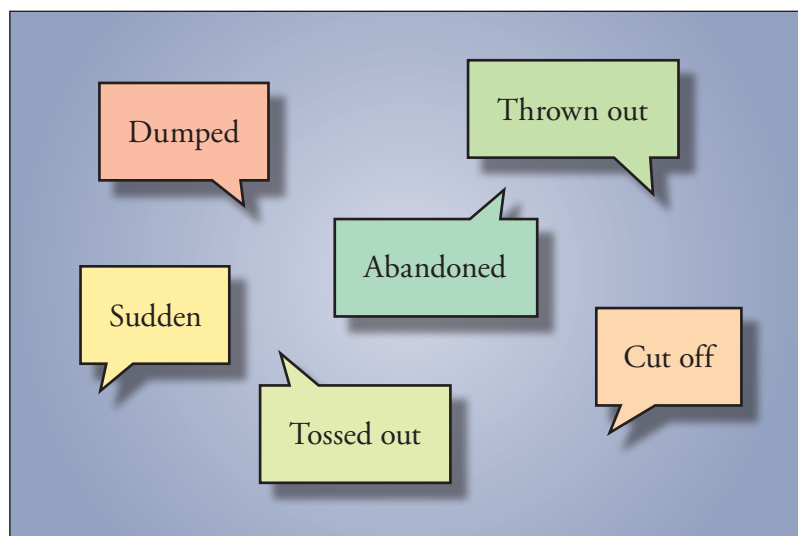 Dumped
Thrown out
Abandoned
Sudden
Cut off
Tossed out